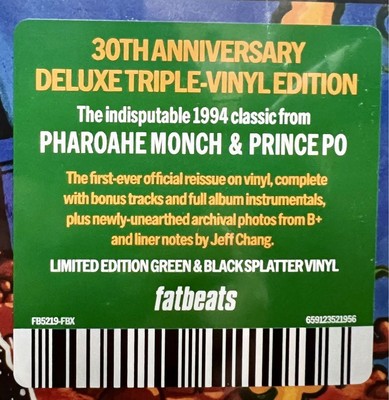 30TH ANNIVERSARY
DELUXE TRIPLE-VINYL EDITION
The indisputable 1994 classic from
PHAROAHE MONCH & PRINCE PO
The first-ever official reissue on vinyl, complete
with bonus tracks and full album instrumentals,
plus newly-unearthed archival photos from B+
and liner notes by Jeff Chang.
LIMITED EDITION GREEN & BLACK SPLATTER VINYL
fatbeats
FB5219-FBX 659123521956